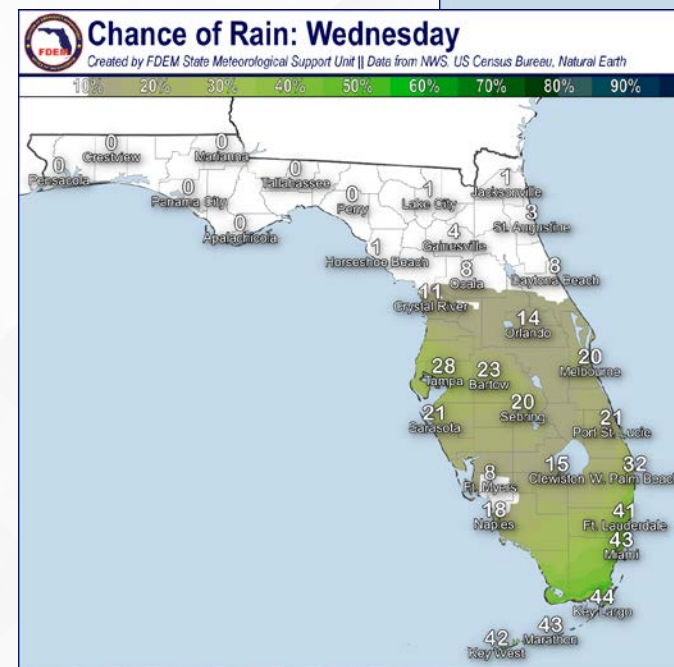 FDEM
Chance of Rain: Wednesday
Created by FDEM State Meteorological Support Unit || Data from NWS, US Census Bureau, Natural Earth
10% 20% 30% 40% 50% 60% 70% 80% 90%
0
Crestview
0
Marianna
0
Pensacola
0
Panama City
0
Tallahassee
0
Perry
1
Lake City
1
Jacksonville
0
Apalachicola
3
St. Augustine
4
Gainesville
1
Horseshoe Beach
8
Ocala
8
Daytona Beach
11
Crystal River
14
Orlando
28
Tampa
23
Bartow
20
Melbourne
21
Sarasota
20
Sebring
21
Port St. Lucie
8
Ft. Myers
15
Clewiston
32
W. Palm Beach
18
Naples
41
Ft. Lauderdale
43
Miami
44
Key Largo
43
Marathon
42
Key West